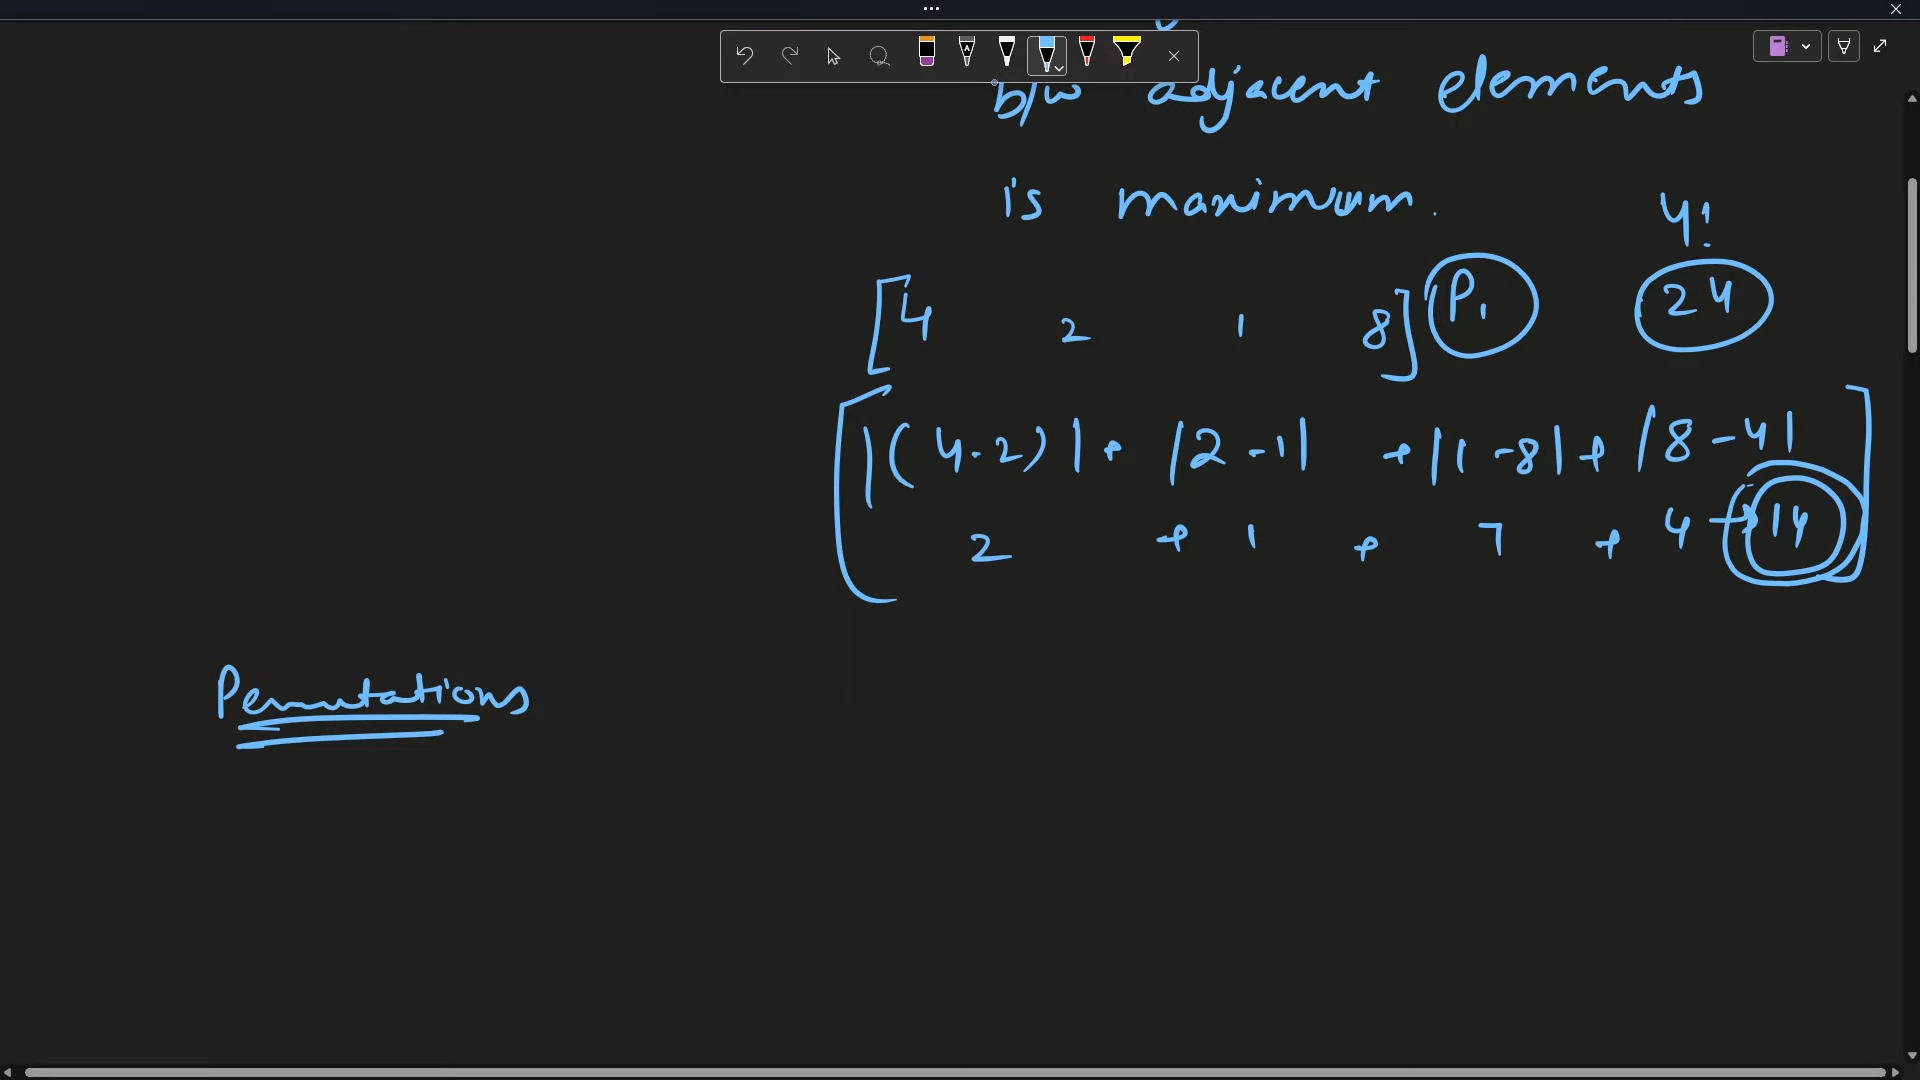 b/w adjacent elements
is maximum.
4!
[4 2 1 8] P1 24
|(4-2)| + |2-1| + |1-8| + |8-4|
2 + 1 + 7 + 4 → 14
Permutations